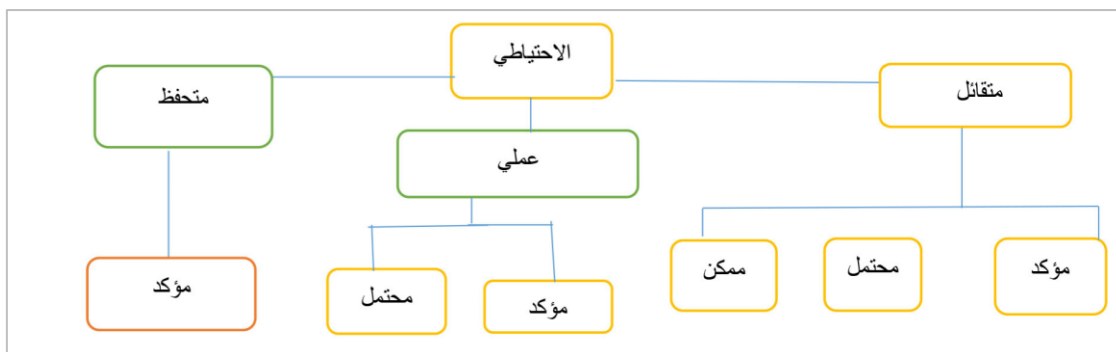 الاحتياطي
متقائل
متحفظ
عملي
مؤكد
محتمل
ممكن
مؤكد
محتمل
مؤكد